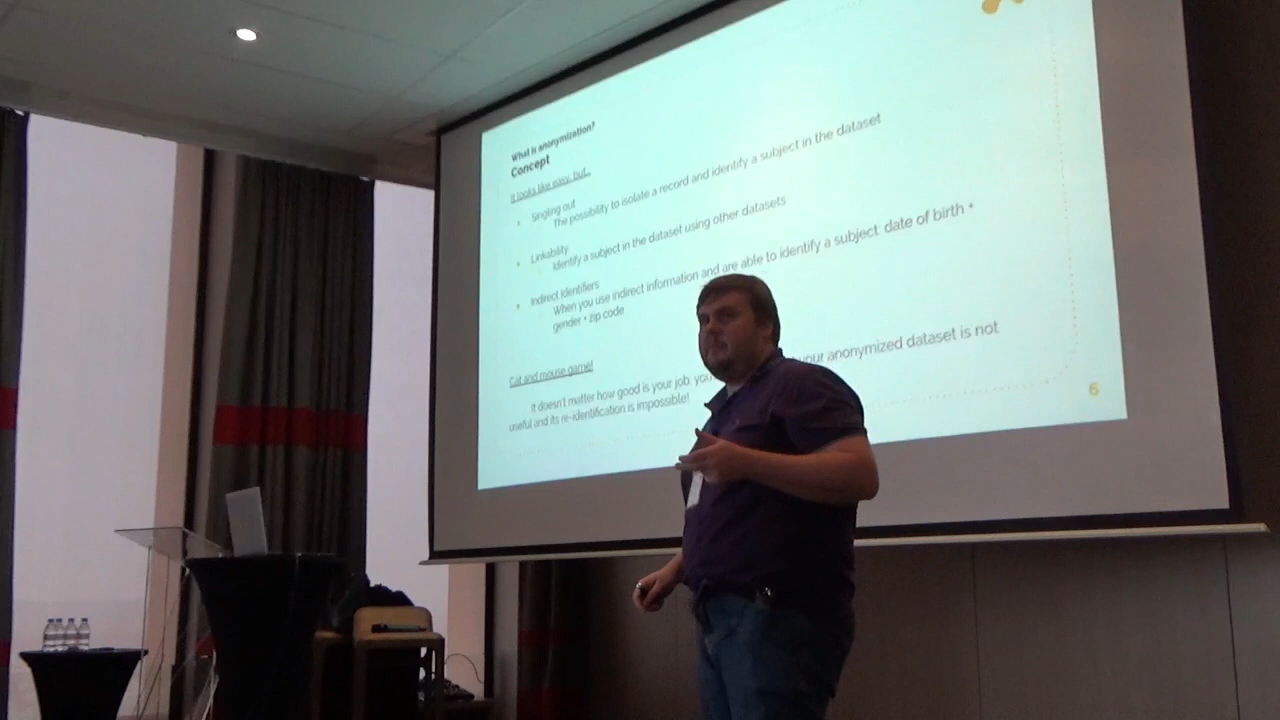 What is anonymization?
Concept
It looks like easy, but...
Singling out
The possibility to isolate a record and identify a subject in the dataset
Linkability
Identify a subject in the dataset using other datasets
Indirect identifiers
When you use indirect information and are able to identify a subject: date of birth +
gender + zip code
Cat and mouse game!
It doesn't matter how good is your job: you your anonymized dataset is not
useful and its re-identification is impossible!
6